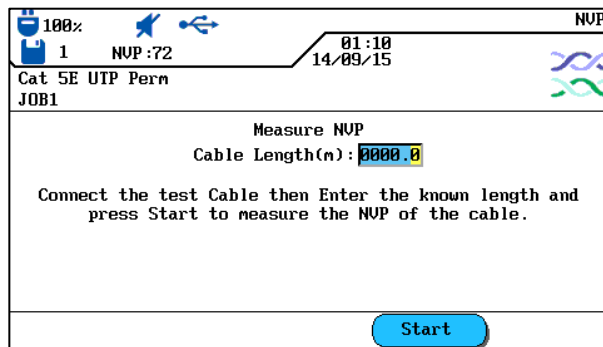 100%
NVP
1 NVP:72
01:10
14/09/15
Cat 5E UTP Perm
JOB1
Measure NVP
Cable Length(m):0000.0
Connect the test Cable then Enter the known length and
press Start to measure the NVP of the cable.
Start